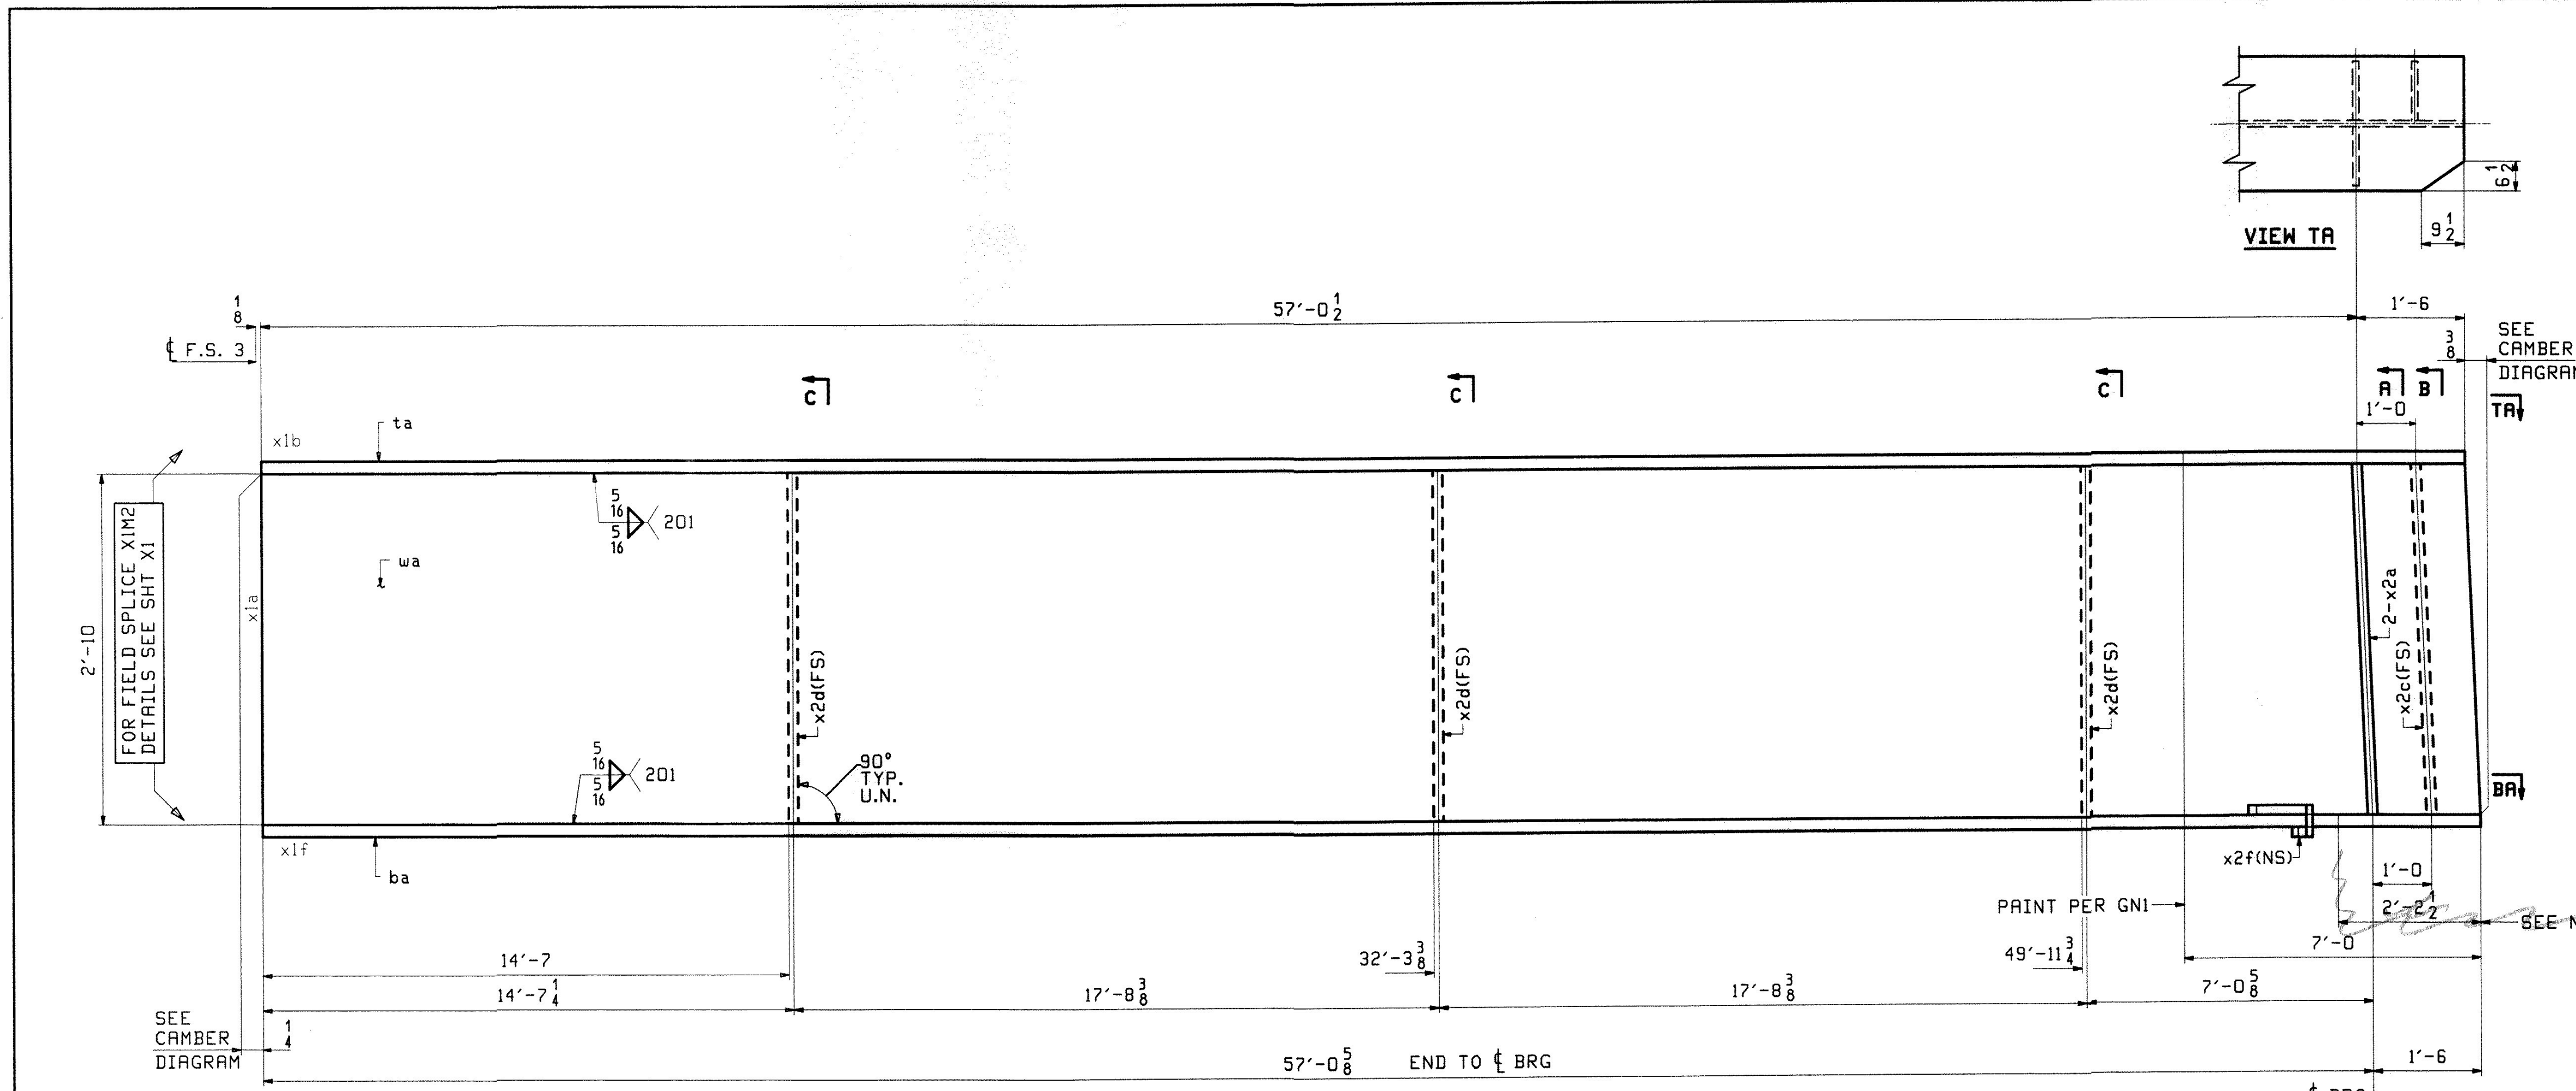 6 1/2
9 1/2
VIEW TA
1/8
57′-0 1/2
1′-6
℄ F.S. 3
3/8
SEE
CAMBER
DIAGRAM
C
C
C
A
B
TA
1′-0
x1b
ta
5/16
5/16
201
FOR FIELD SPLICE X1M2
DETAILS SEE SHT X1
2′-10
x1a
wa
x2d(FS)
x2d(FS)
x2d(FS)
2-x2a
x2c(FS)
5/16
5/16
201
90°
TYP.
U.N.
BA
x1f
ba
x2f(NS)
1′-0
PAINT PER GN1
2′-2 1/2
SEE N
7′-0
14′-7
32′-3 3/8
49′-11 3/4
14′-7 1/4
17′-8 3/8
17′-8 3/8
7′-0 5/8
SEE
CAMBER
DIAGRAM
1/4
57′-0 5/8
END TO ℄ BRG
1′-6